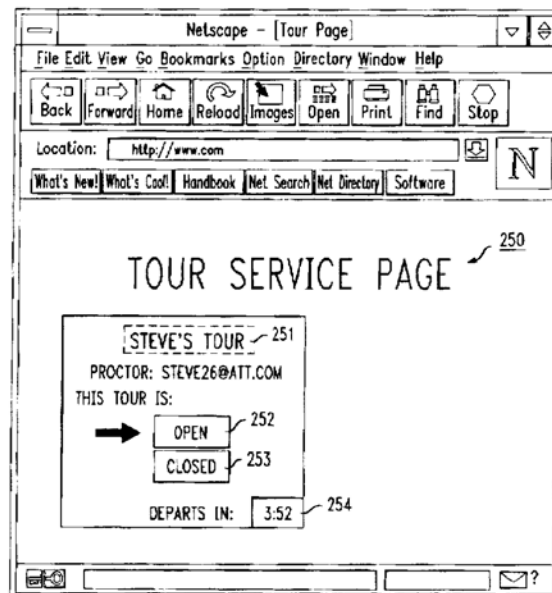 Netscape - [Tour Page]
File Edit View Go Bookmarks Option Directory Window Help
Back Forward Home Reload Images Open Print Find Stop
Location: http://www.com
N
What's New! What's Cool! Handbook Net Search Net Directory Software
250
TOUR SERVICE PAGE
STEVE'S TOUR 251
PROCTOR: STEVE26@ATT.COM
THIS TOUR IS:
OPEN 252
CLOSED 253
DEPARTS IN: 3:52 254
?